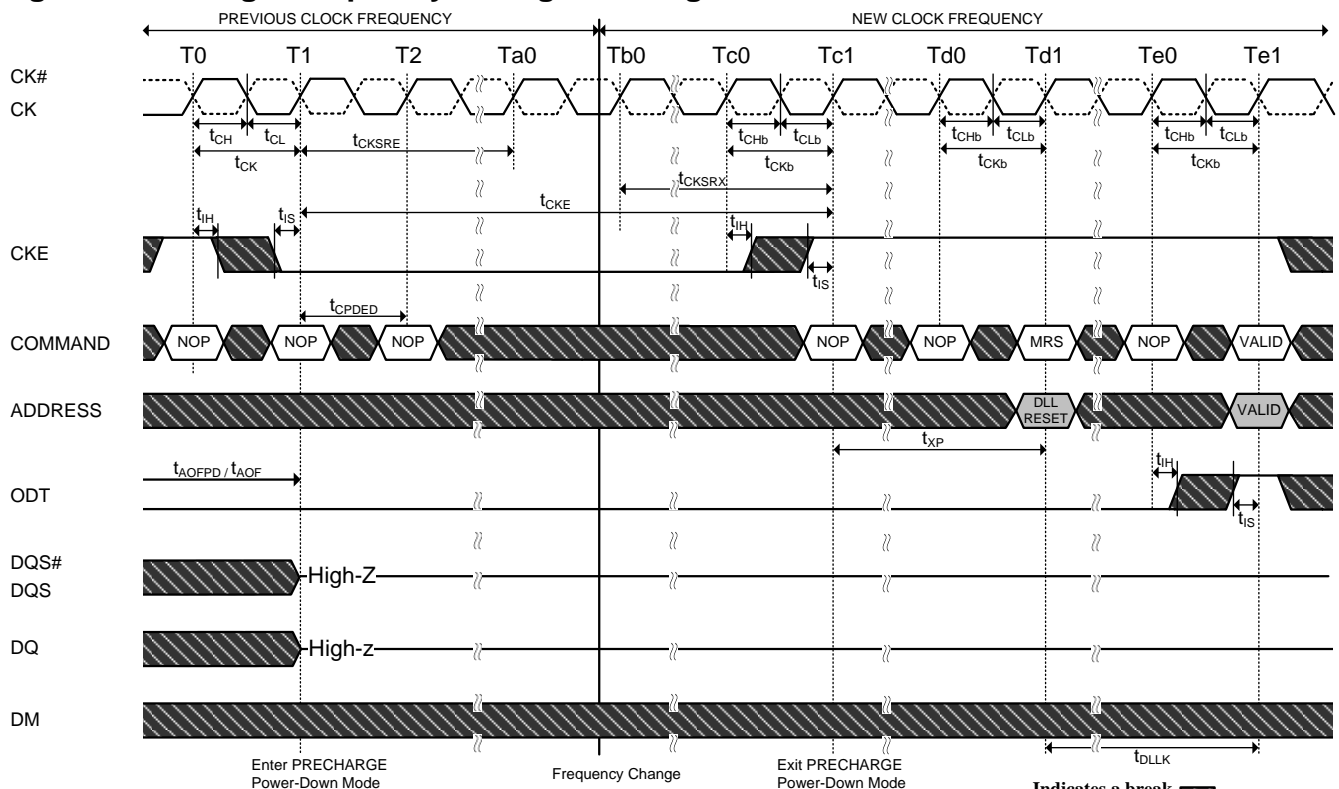 PREVIOUS CLOCK FREQUENCY NEW CLOCK FREQUENCY
T0 T1 T2 Ta0 Tb0 Tc0 Tc1 Td0 Td1 Te0 Te1
CK#
CK
tCH tCL tCHb tCLb tCHb tCLb tCHb tCLb
tCK tCKSRE tCKb tCKb tCKb
tCKSRX
tCKE
tIH tIS tIH
CKE
tIS
tCPDED
COMMAND NOP NOP NOP NOP NOP MRS NOP VALID
ADDRESS DLL RESET VALID
tXP
tAOFPD / tAOF tIH
ODT
tIS
DQS#
DQS High-Z
DQ High-z
DM
tDLLK
Enter PRECHARGE
Power-Down Mode
Frequency Change
Exit PRECHARGE
Power-Down Mode
Indicates a break